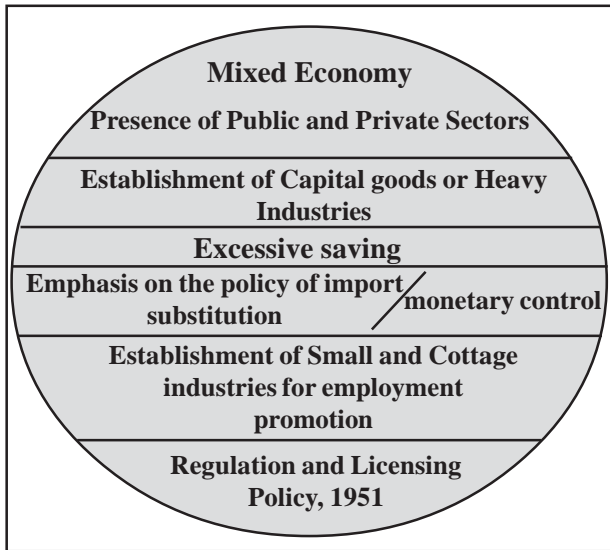 Mixed Economy
Presence of Public and Private Sectors
Establishment of Capital goods or Heavy
Industries
Excessive saving
Emphasis on the policy of import
substitution
monetary control
Establishment of Small and Cottage
industries for employment
promotion
Regulation and Licensing
Policy, 1951